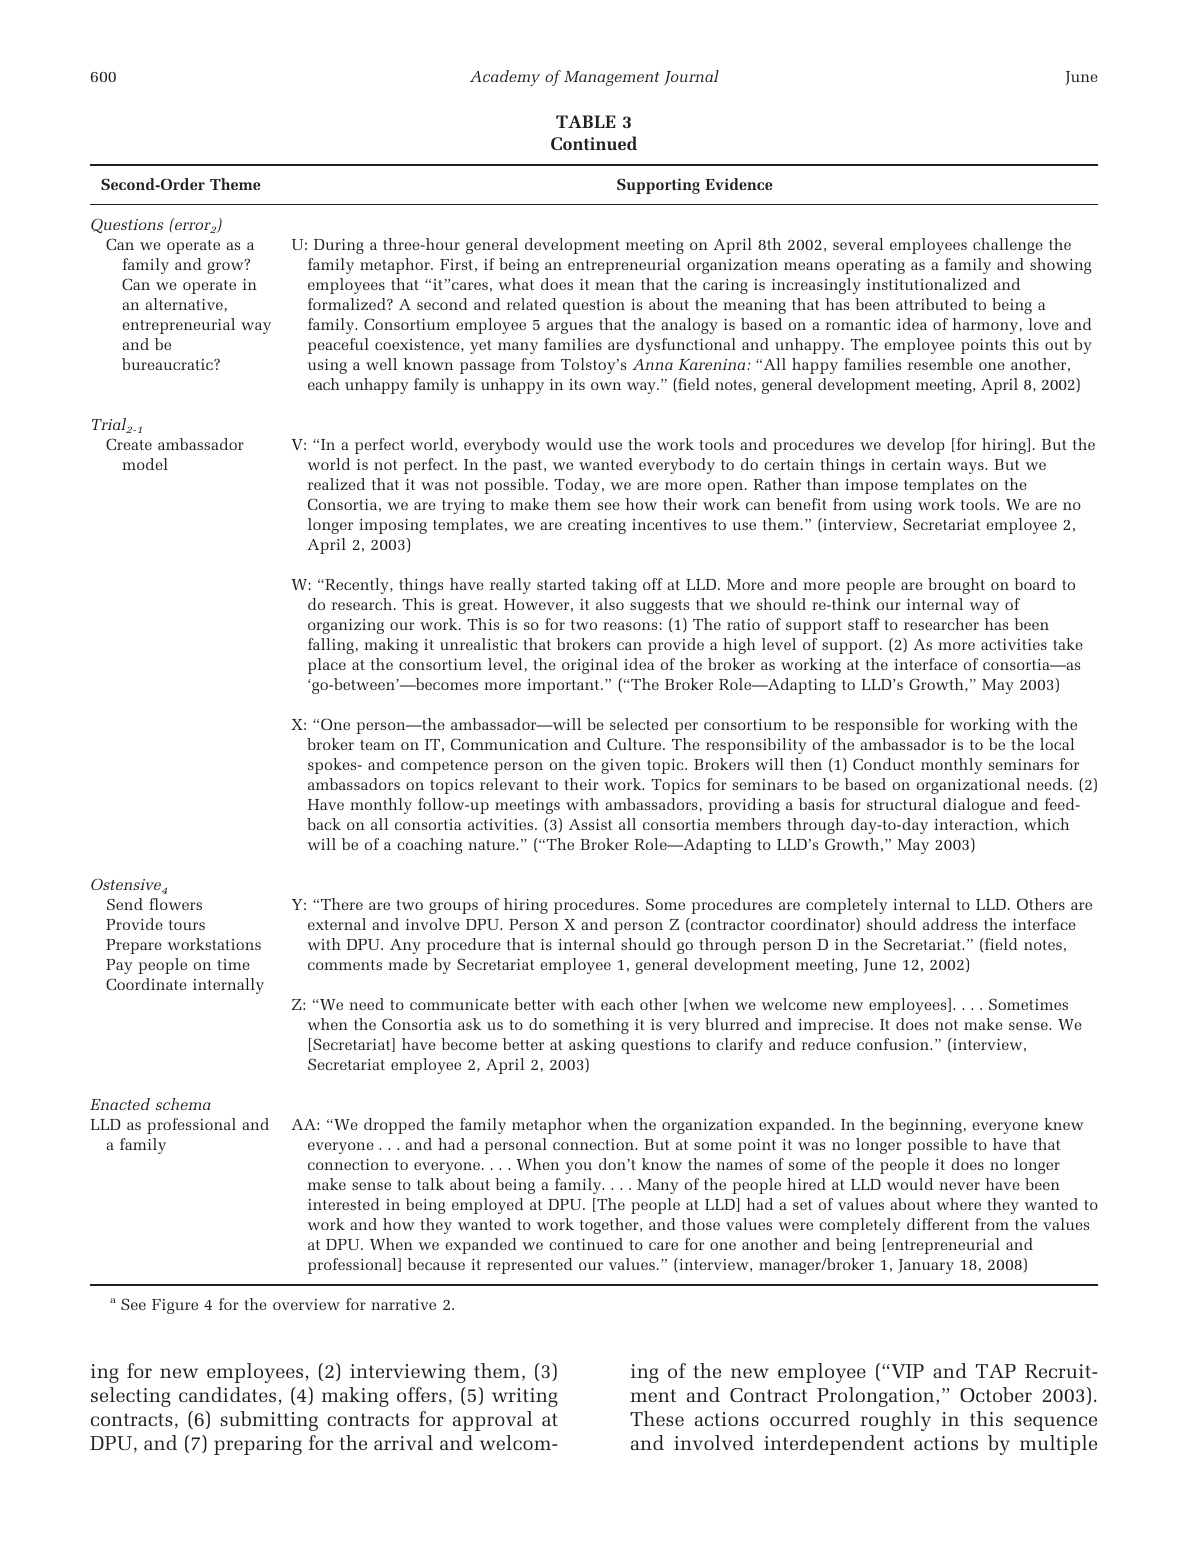 600 Academy of Management Journal June
TABLE 3
Continued
Second-Order Theme Supporting Evidence
Questions (error2)
Can we operate as a
family and grow?
Can we operate in
an alternative,
entrepreneurial way
and be
bureaucratic?
U: During a three-hour general development meeting on April 8th 2002, several employees challenge the
family metaphor. First, if being an entrepreneurial organization means operating as a family and showing
employees that “it”cares, what does it mean that the caring is increasingly institutionalized and
formalized? A second and related question is about the meaning that has been attributed to being a
family. Consortium employee 5 argues that the analogy is based on a romantic idea of harmony, love and
peaceful coexistence, yet many families are dysfunctional and unhappy. The employee points this out by
using a well known passage from Tolstoy’s Anna Karenina: “All happy families resemble one another,
each unhappy family is unhappy in its own way.” (field notes, general development meeting, April 8, 2002)
Trial2-1
Create ambassador
model
V: “In a perfect world, everybody would use the work tools and procedures we develop [for hiring]. But the
world is not perfect. In the past, we wanted everybody to do certain things in certain ways. But we
realized that it was not possible. Today, we are more open. Rather than impose templates on the
Consortia, we are trying to make them see how their work can benefit from using work tools. We are no
longer imposing templates, we are creating incentives to use them.” (interview, Secretariat employee 2,
April 2, 2003)
W: “Recently, things have really started taking off at LLD. More and more people are brought on board to
do research. This is great. However, it also suggests that we should re-think our internal way of
organizing our work. This is so for two reasons: (1) The ratio of support staff to researcher has been
falling, making it unrealistic that brokers can provide a high level of support. (2) As more activities take
place at the consortium level, the original idea of the broker as working at the interface of consortia—as
‘go-between’—becomes more important.” (“The Broker Role—Adapting to LLD’s Growth,” May 2003)
X: “One person—the ambassador—will be selected per consortium to be responsible for working with the
broker team on IT, Communication and Culture. The responsibility of the ambassador is to be the local
spokes- and competence person on the given topic. Brokers will then (1) Conduct monthly seminars for
ambassadors on topics relevant to their work. Topics for seminars to be based on organizational needs. (2)
Have monthly follow-up meetings with ambassadors, providing a basis for structural dialogue and feed-
back on all consortia activities. (3) Assist all consortia members through day-to-day interaction, which
will be of a coaching nature.” (“The Broker Role—Adapting to LLD’s Growth,” May 2003)
Ostensive4
Send flowers
Provide tours
Prepare workstations
Pay people on time
Coordinate internally
Y: “There are two groups of hiring procedures. Some procedures are completely internal to LLD. Others are
external and involve DPU. Person X and person Z (contractor coordinator) should address the interface
with DPU. Any procedure that is internal should go through person D in the Secretariat.” (field notes,
comments made by Secretariat employee 1, general development meeting, June 12, 2002)
Z: “We need to communicate better with each other [when we welcome new employees]. . . . Sometimes
when the Consortia ask us to do something it is very blurred and imprecise. It does not make sense. We
[Secretariat] have become better at asking questions to clarify and reduce confusion.” (interview,
Secretariat employee 2, April 2, 2003)
Enacted schema
LLD as professional and
a family
AA: “We dropped the family metaphor when the organization expanded. In the beginning, everyone knew
everyone . . . and had a personal connection. But at some point it was no longer possible to have that
connection to everyone. . . . When you don’t know the names of some of the people it does no longer
make sense to talk about being a family. . . . Many of the people hired at LLD would never have been
interested in being employed at DPU. [The people at LLD] had a set of values about where they wanted to
work and how they wanted to work together, and those values were completely different from the values
at DPU. When we expanded we continued to care for one another and being [entrepreneurial and
professional] because it represented our values.” (interview, manager/broker 1, January 18, 2008)
a See Figure 4 for the overview for narrative 2.
ing for new employees, (2) interviewing them, (3)
selecting candidates, (4) making offers, (5) writing
contracts, (6) submitting contracts for approval at
DPU, and (7) preparing for the arrival and welcom-
ing of the new employee (“VIP and TAP Recruit-
ment and Contract Prolongation,” October 2003).
These actions occurred roughly in this sequence
and involved interdependent actions by multiple